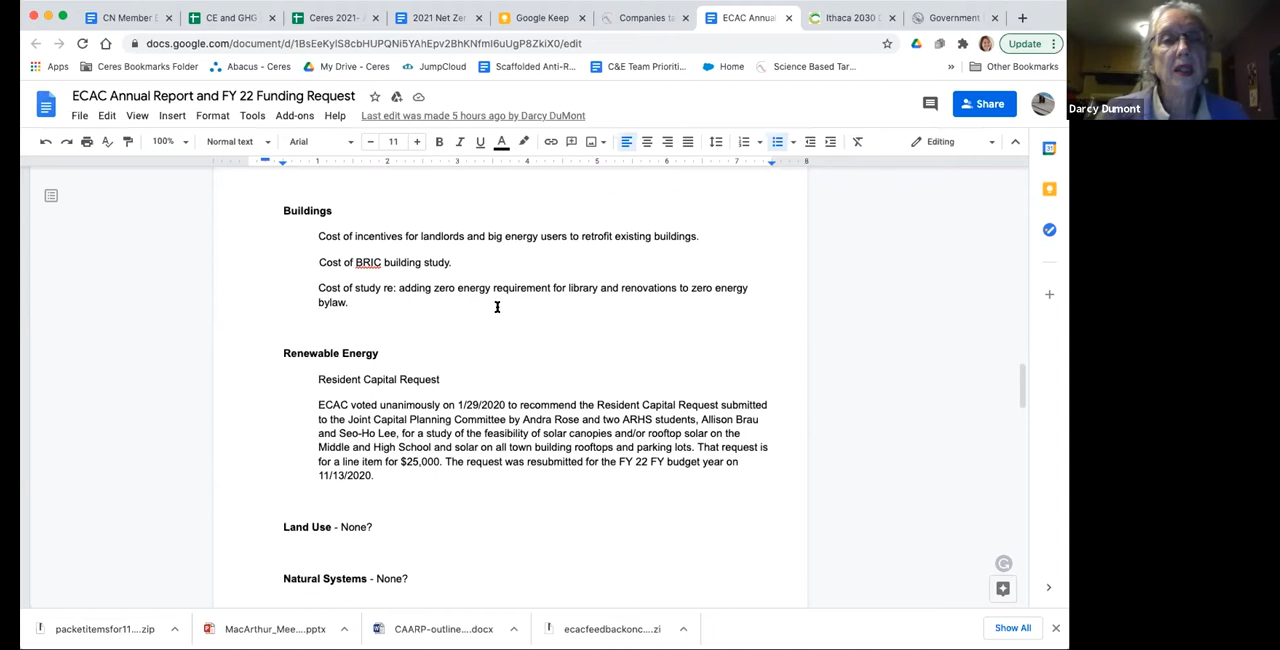 CN Member E
CE and GHG
Ceres 2021-
2021 Net Zer
Google Keep
Companies ta
ECAC Annual
Ithaca 2030 D
Government
docs.google.com/document/d/1BsEeKylS8cbHUPQNi5YAhEpv2BhKNfmI6uUgP8ZkiX0/edit
Update
Apps
Ceres Bookmarks Folder
Abacus - Ceres
My Drive - Ceres
JumpCloud
Scaffolded Anti-R...
C&E Team Prioriti...
Home
Science Based Tar...
»
Other Bookmarks
Darcy Dumont
ECAC Annual Report and FY 22 Funding Request
Share
File Edit View Insert Format Tools Add-ons Help Last edit was made 5 hours ago by Darcy DuMont
100% Normal text Arial - 11 + B I U A Editing
1 2 3 4 5 6 7 8
Buildings
Cost of incentives for landlords and big energy users to retrofit existing buildings.
Cost of BRIC building study.
Cost of study re: adding zero energy requirement for library and renovations to zero energy
bylaw.
Renewable Energy
Resident Capital Request
ECAC voted unanimously on 1/29/2020 to recommend the Resident Capital Request submitted
to the Joint Capital Planning Committee by Andra Rose and two ARHS students, Allison Brau
and Seo-Ho Lee, for a study of the feasibility of solar canopies and/or rooftop solar on the
Middle and High School and solar on all town building rooftops and parking lots. That request is
for a line item for $25,000. The request was resubmitted for the FY 22 FY budget year on
11/13/2020.
Land Use - None?
Natural Systems - None?
packetitemsfor11....zip
MacArthur_Mee....pptx
CAARP-outline....docx
ecacfeedbackonc....zi
Show All